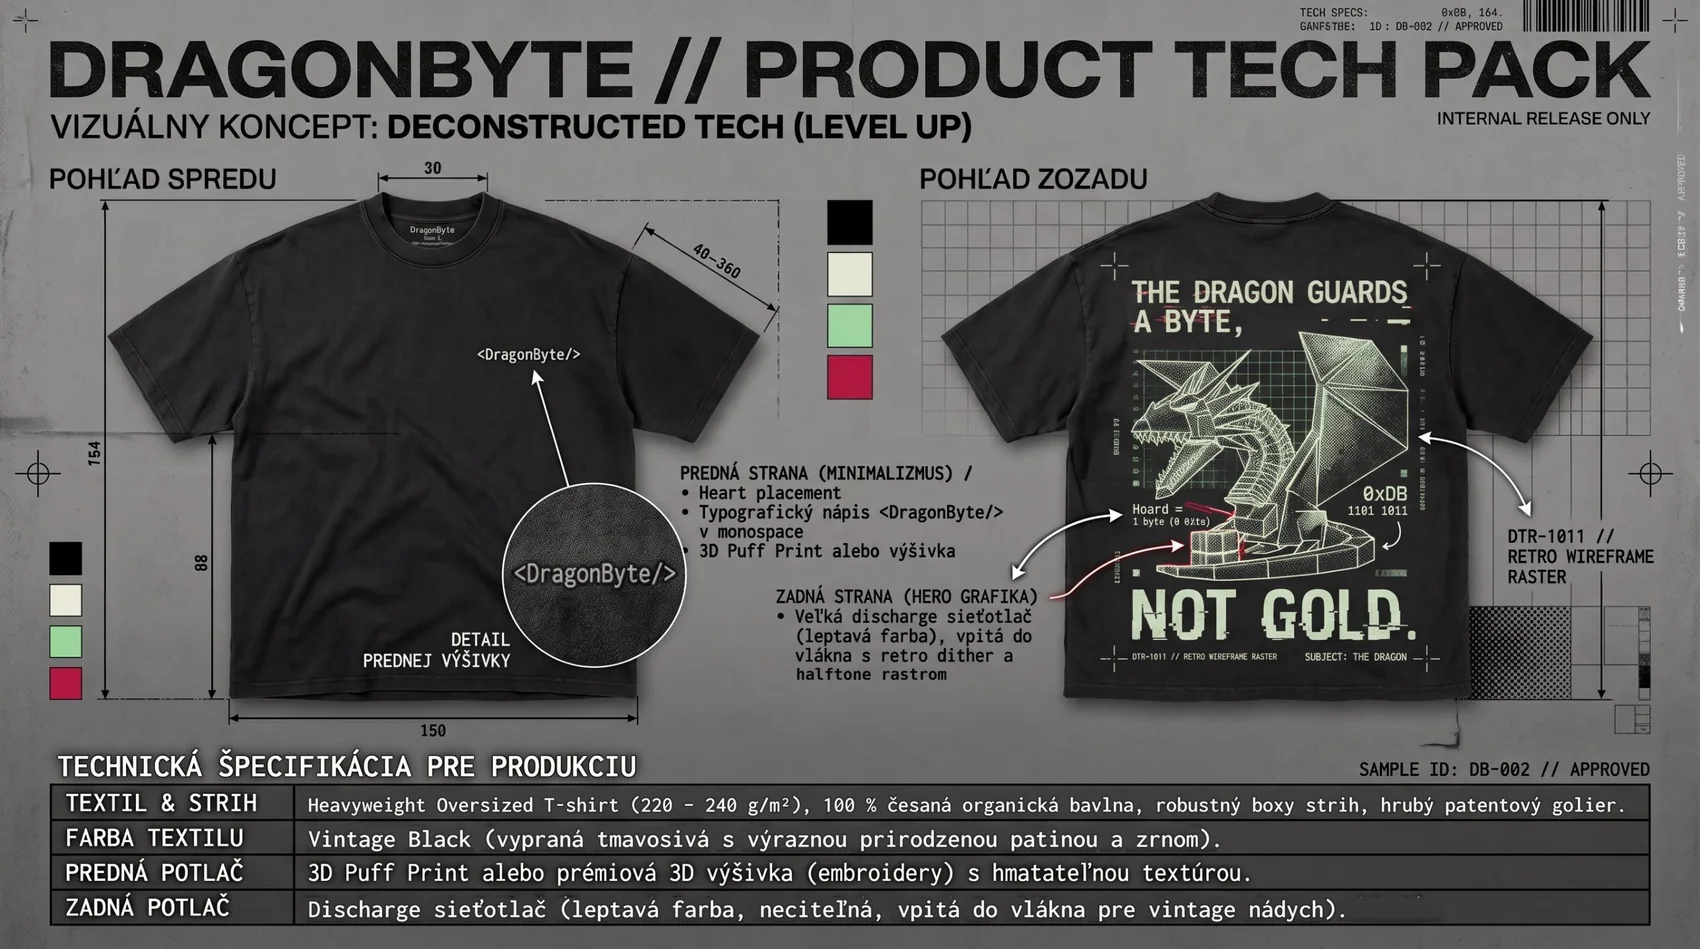 TECH SPECS: 0x0B, 164.
GANFSTHE: 1D: DB-002 // APPROVED
DRAGONBYTE // PRODUCT TECH PACK
VIZUÁLNY KONCEPT: DECONSTRUCTED TECH (LEVEL UP)
INTERNAL RELEASE ONLY
POHĽAD SPREDU
30
40-360
DragonByte
<DragonByte/>
154
88
150
<DragonByte/>
DETAIL
PREDNEJ VÝŠIVKY
PREDNÁ STRANA (MINIMALIZMUS) /
• Heart placement
• Typografický nápis <DragonByte/>
v monospace
• 3D Puff Print alebo výšivka
ZADNÁ STRANA (HERO GRAFIKA)
• Veľká discharge sieťotlač
(leptavá farba), vpitá do
vlákna s retro dither a
halftone rastrom
POHĽAD ZOZADU
THE DRAGON GUARDS
A BYTE,
Hoard =
1 byte
0xDB
1101 1011
NOT GOLD.
DTR-1011 // RETRO WIREFRAME RASTER
SUBJECT: THE DRAGON
DTR-1011 //
RETRO WIREFRAME
RASTER
TECHNICKÁ ŠPECIFIKÁCIA PRE PRODUKCIU
SAMPLE ID: DB-002 // APPROVED
TEXTIL & STRIH
Heavyweight Oversized T-shirt (220 - 240 g/m²), 100 % česaná organická bavlna, robustný boxy strih, hrubý patentový golier.
FARBA TEXTILU
Vintage Black (vypraná tmavosivá s výraznou prirodzenou patinou a zrnom).
PREDNÁ POTLAČ
3D Puff Print alebo prémiová 3D výšivka (embroidery) s hmatateľnou textúrou.
ZADNÁ POTLAČ
Discharge sieťotlač (leptavá farba, neciteľná, vpitá do vlákna pre vintage nádych).